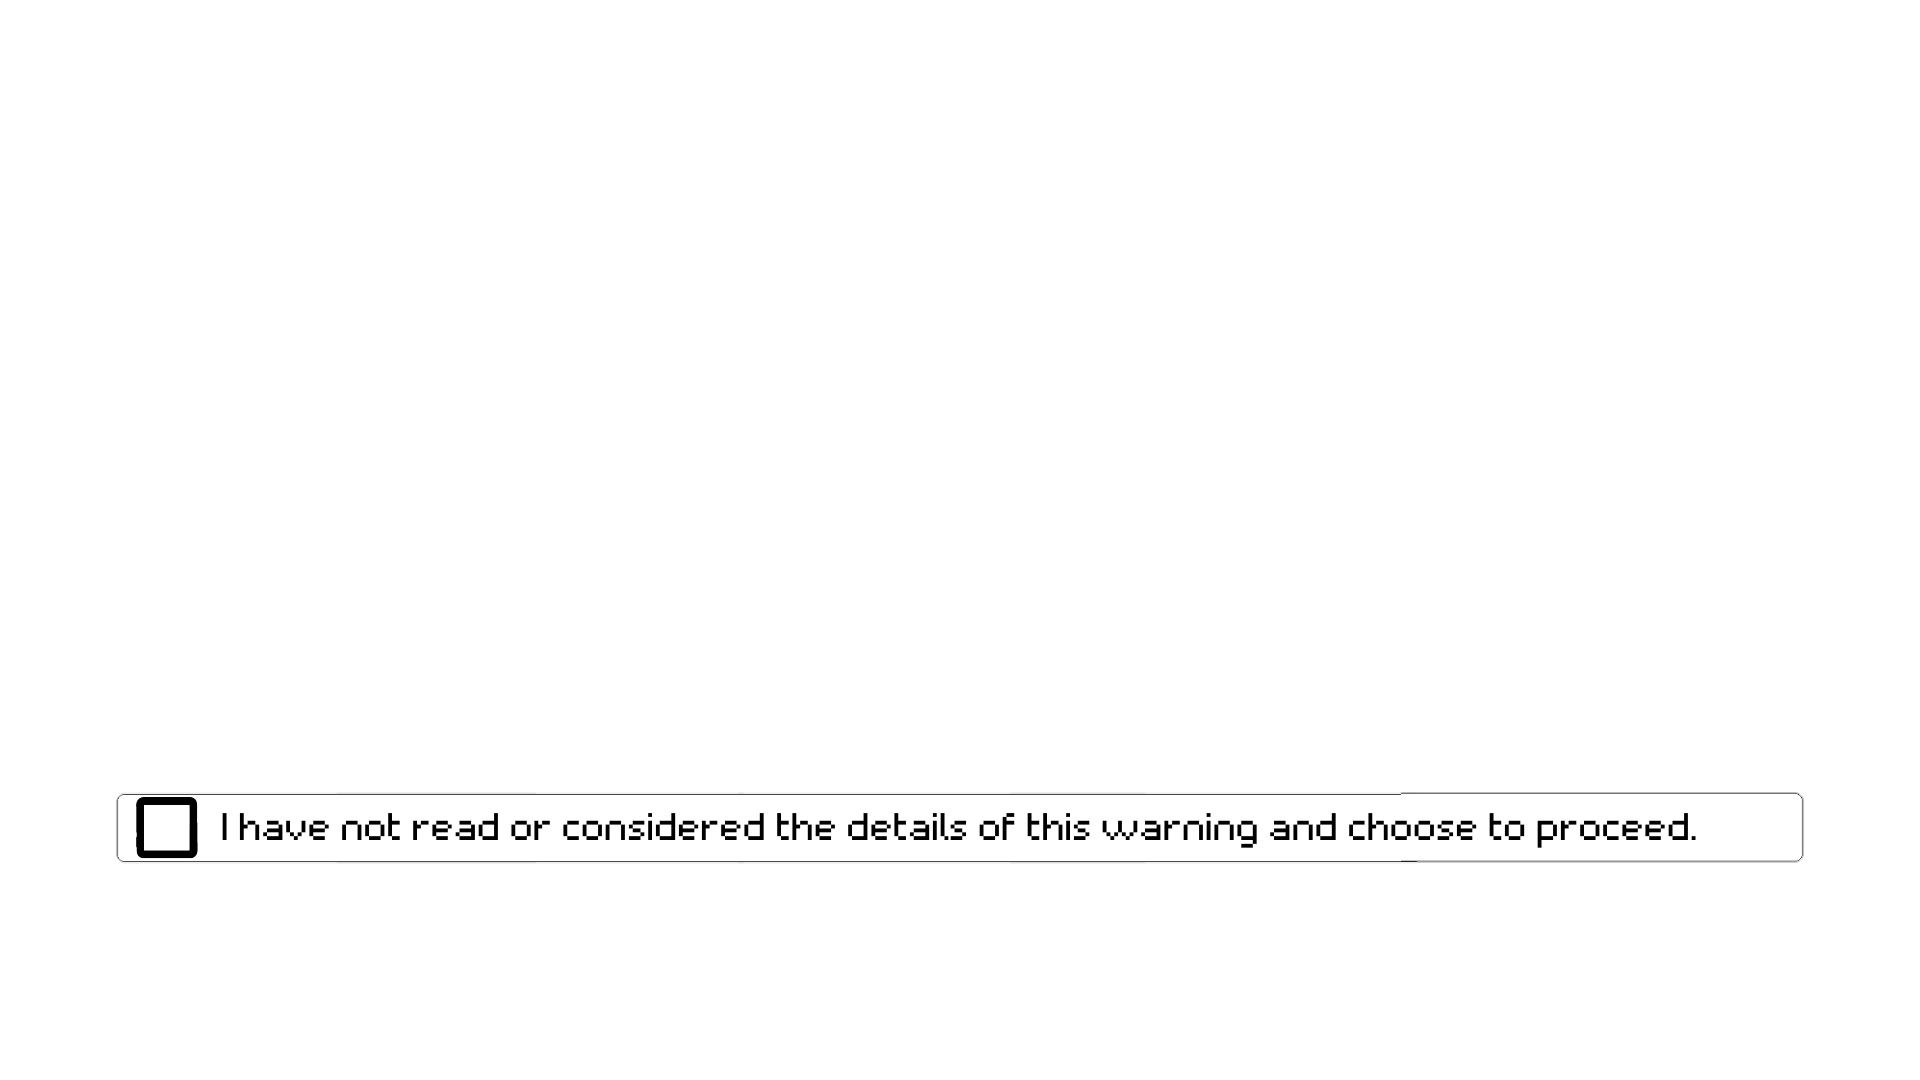 I have not read or considered the details of this warning and choose to proceed.